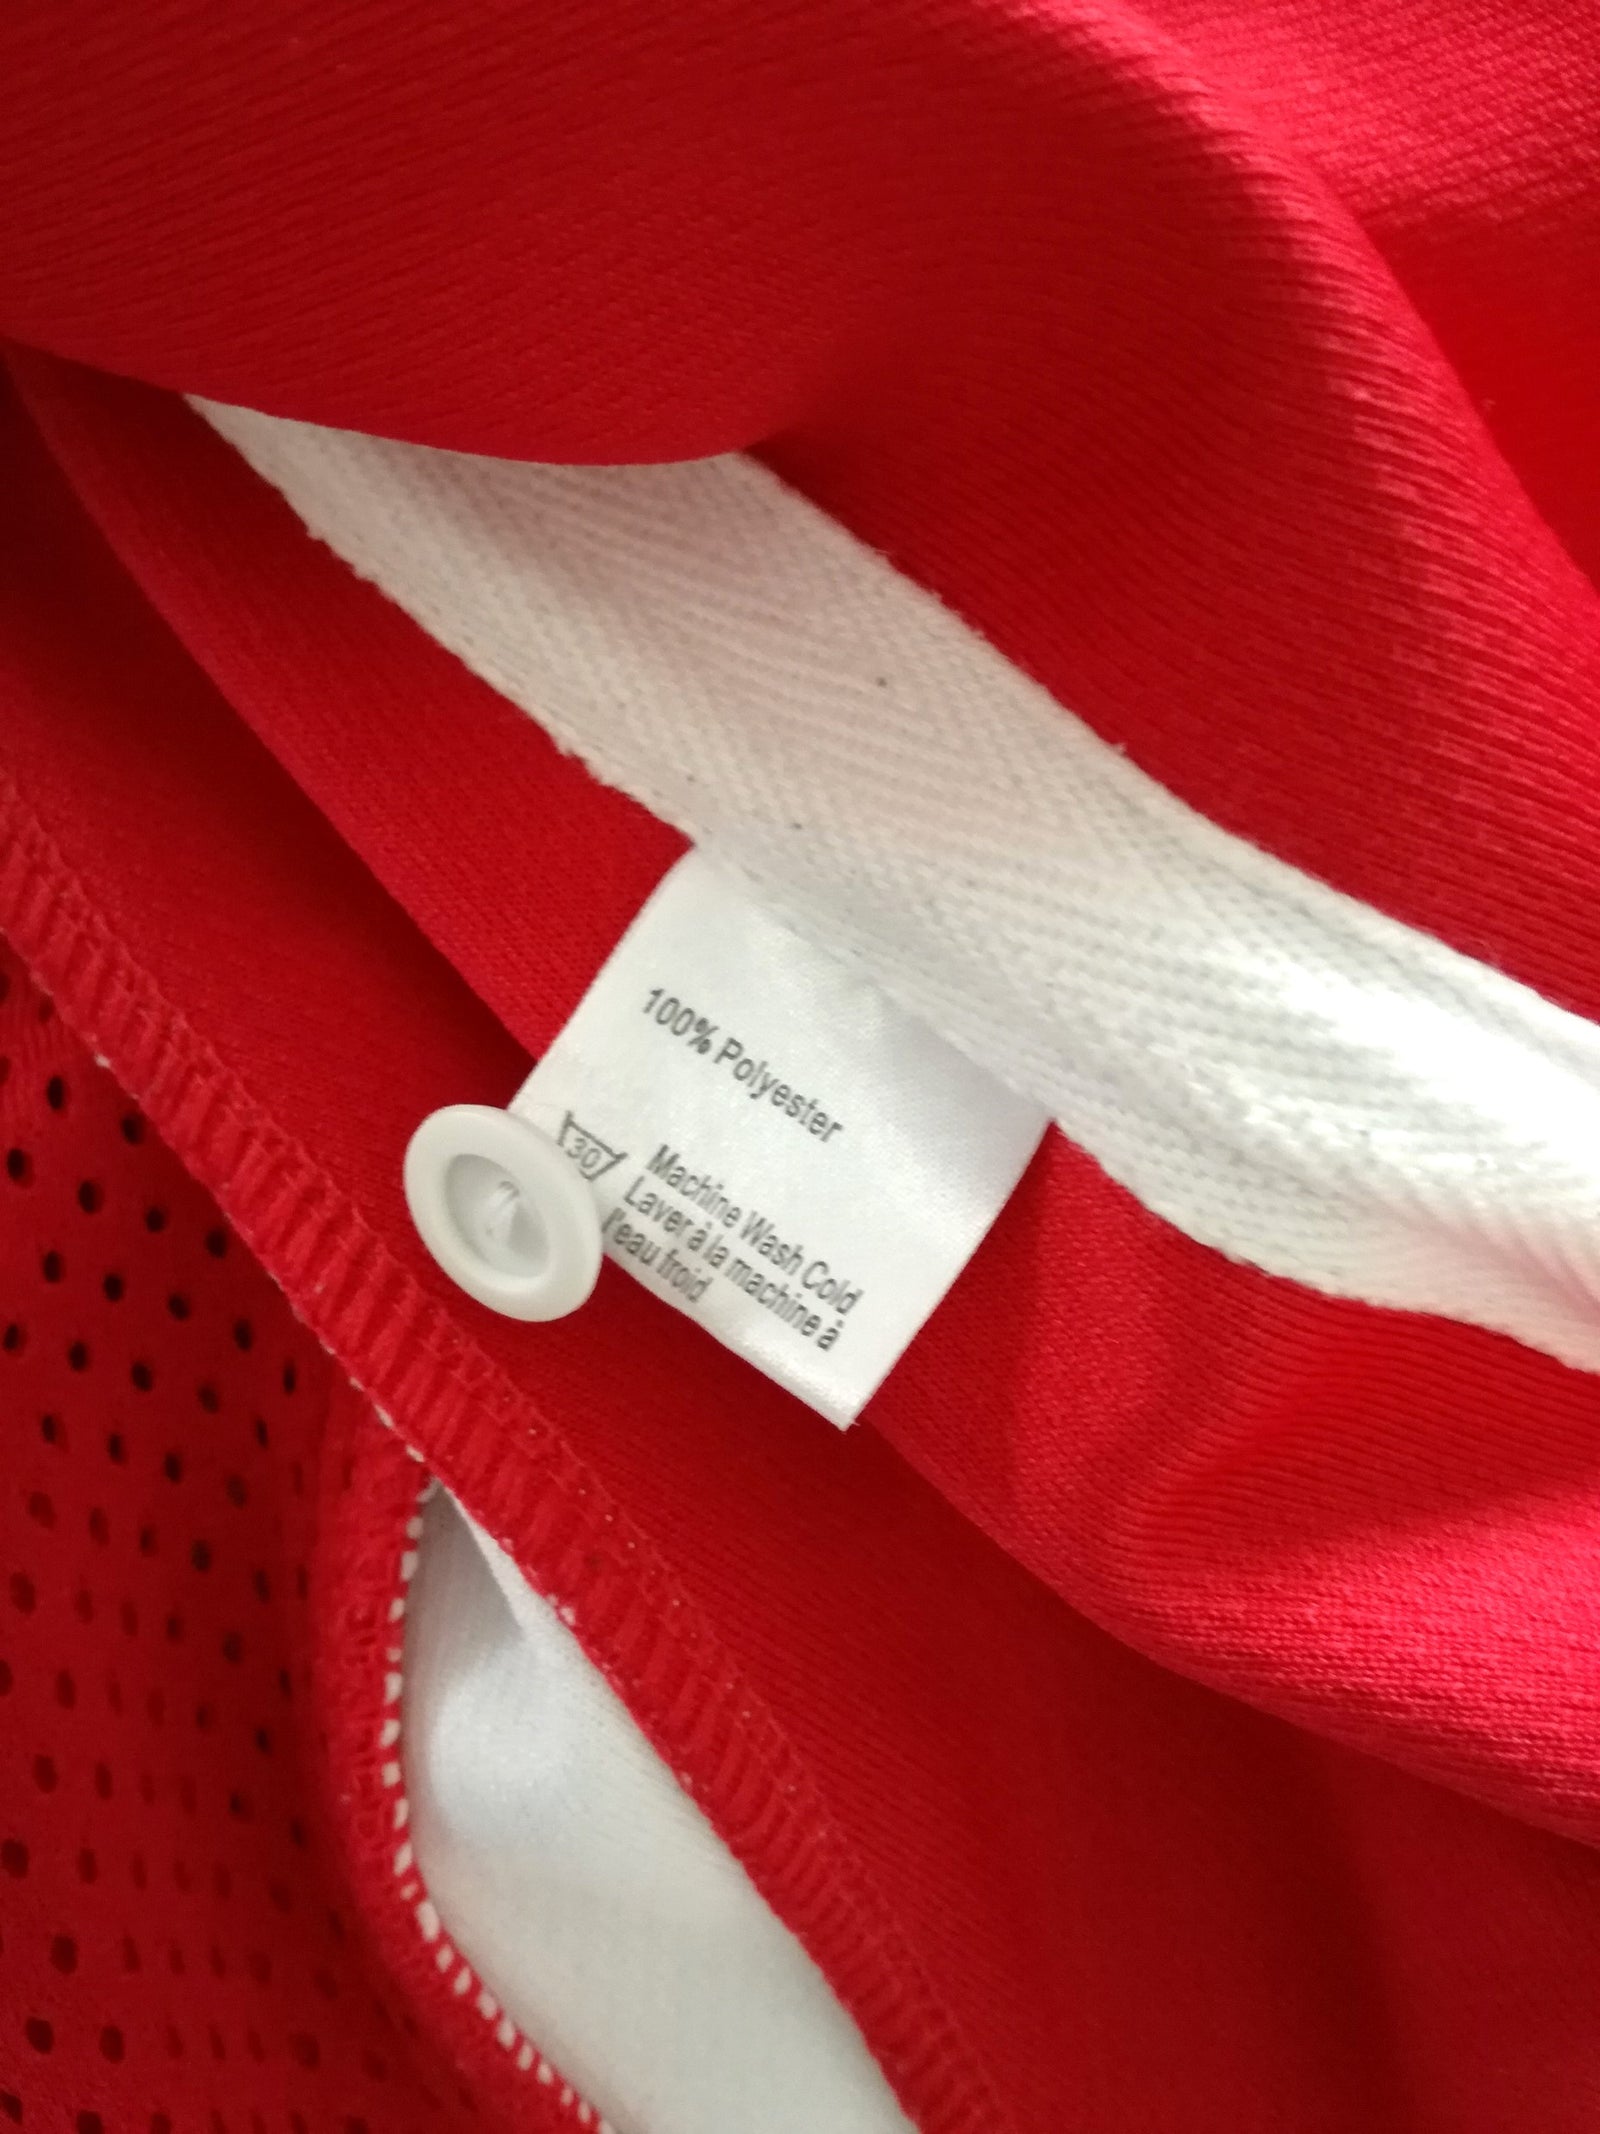 100% Polyester
30
Machine Wash Cold
Laver à la machine à
l'eau froid